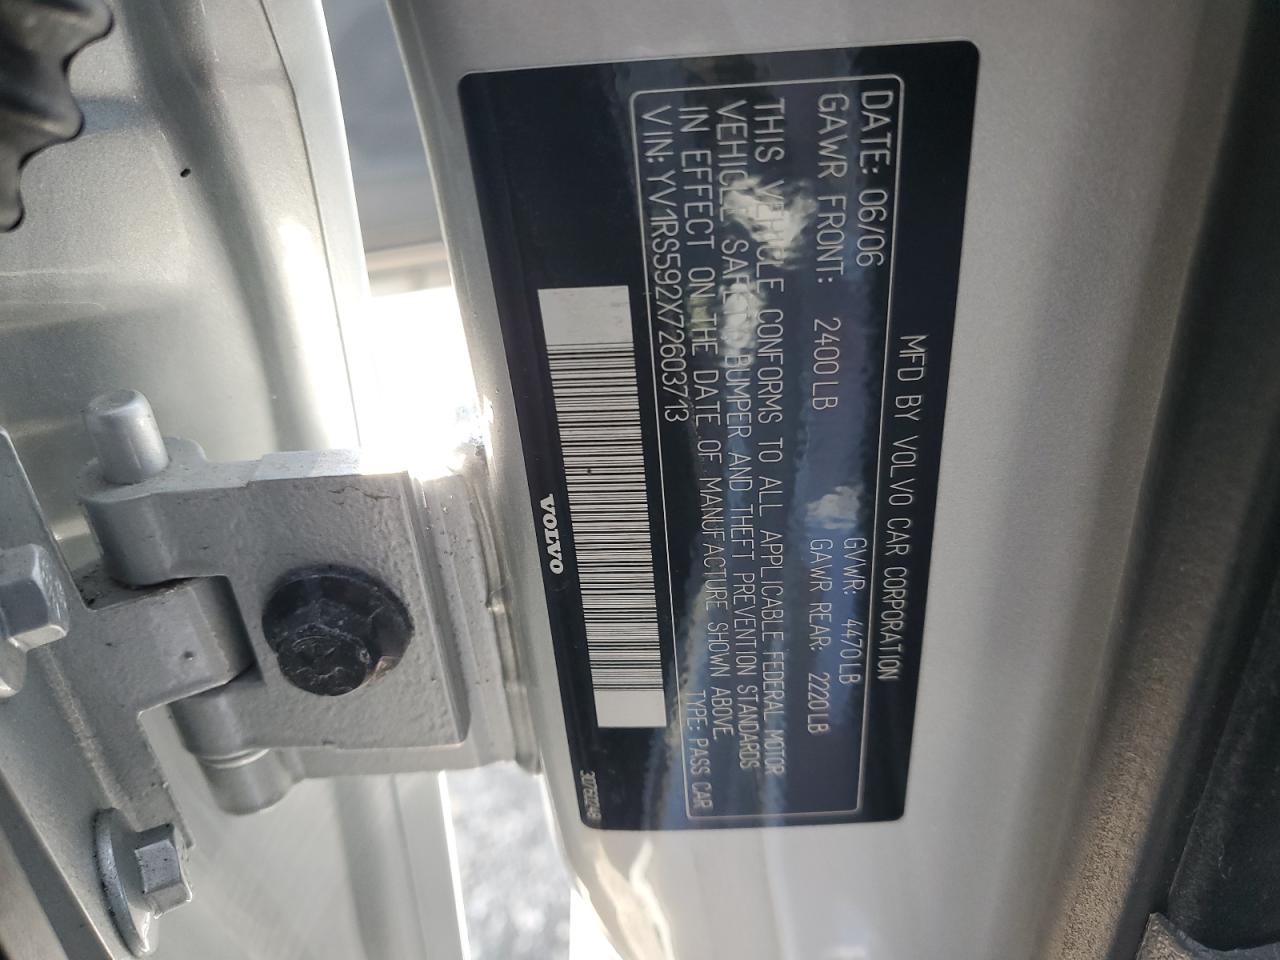 MFD BY VOLVO CAR CORPORATION
DATE: 06/06 GVWR: 4470 LB
GAWR FRONT: 2400 LB GAWR REAR: 2220 LB
THIS VEHICLE CONFORMS TO ALL APPLICABLE FEDERAL MOTOR
VEHICLE SAFETY BUMPER AND THEFT PREVENTION STANDARDS
IN EFFECT ON THE DATE OF MANUFACTURE SHOWN ABOVE.
VIN: YV1RS592X72603713 TYPE: PASS CAR
VOLVO